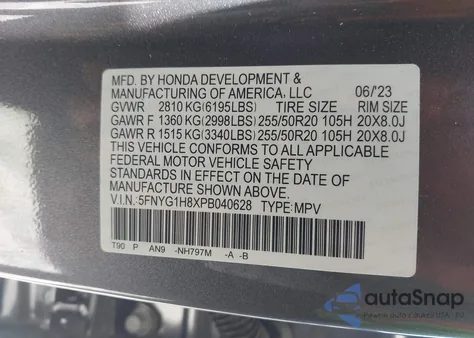 MFD. BY HONDA DEVELOPMENT &
MANUFACTURING OF AMERICA, LLC 06/'23
GVWR 2810 KG (6195LBS) TIRE SIZE RIM SIZE
GAWR F 1360 KG (2998LBS) 255/50R20 105H 20X8.0J
GAWR R 1515 KG (3340LBS) 255/50R20 105H 20X8.0J
THIS VEHICLE CONFORMS TO ALL APPLICABLE
FEDERAL MOTOR VEHICLE SAFETY
STANDARDS IN EFFECT ON THE DATE OF
MANUFACTURE SHOWN ABOVE.
V.I.N.:5FNYG1H8XPB040628 TYPE:MPV
T90 P AN9 -NH797M -A -B
autoSnap